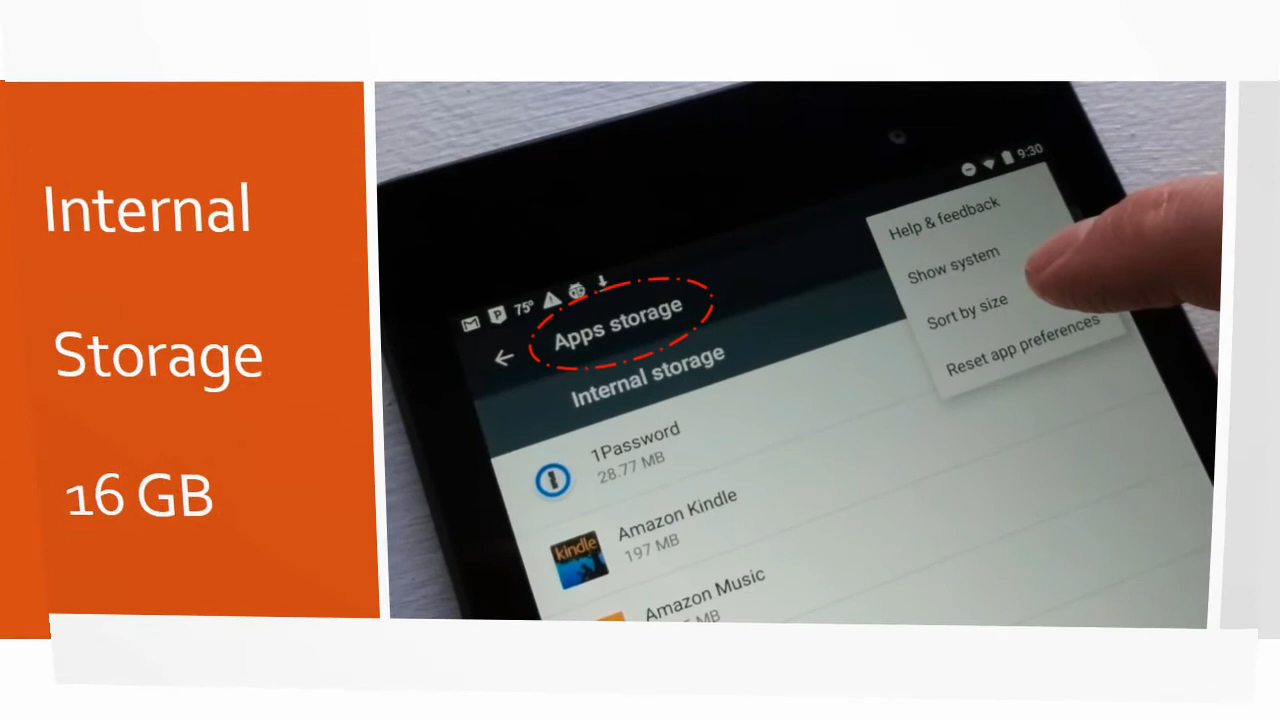 Internal
Storage
16 GB
9:30
75°
Help & feedback
Show system
Sort by size
Reset app preferences
Apps storage
Internal storage
1Password
28.77 MB
kindle
Amazon Kindle
197 MB
Amazon Music
MB